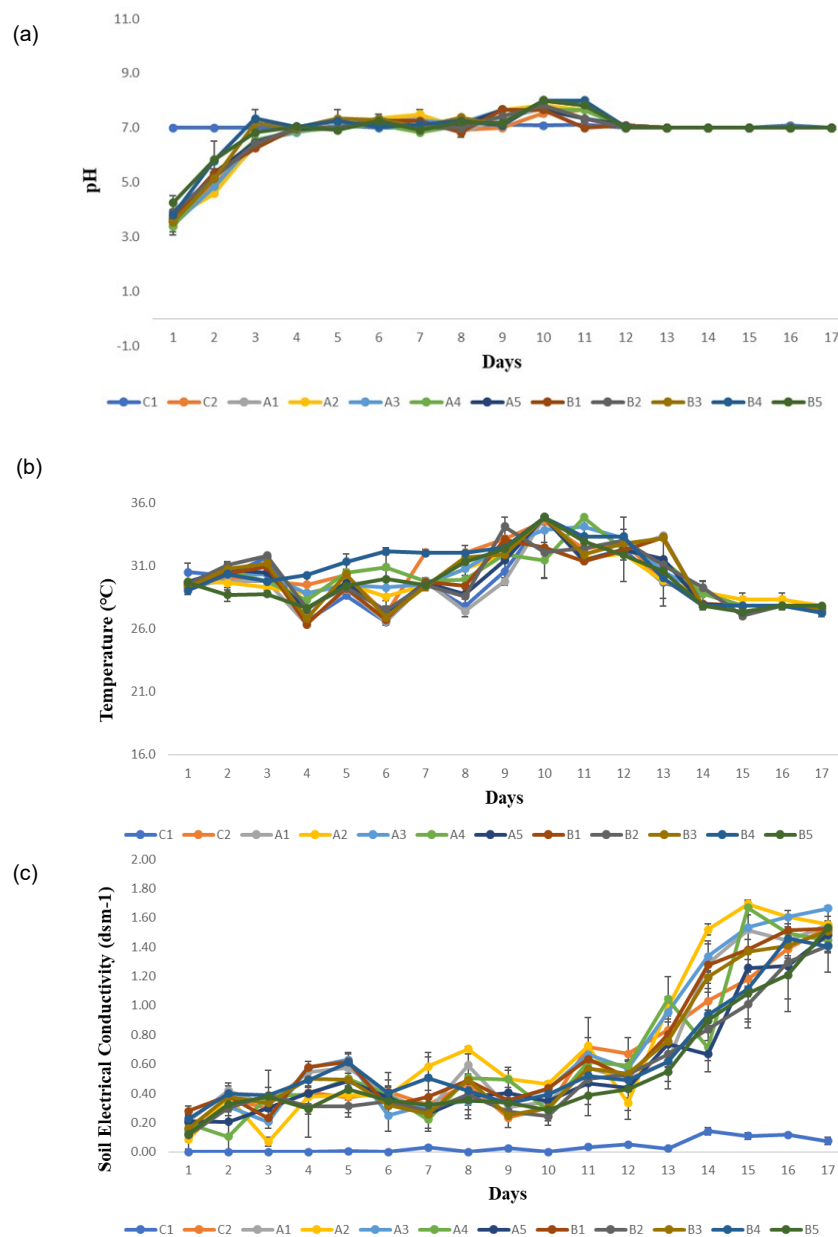 (a)
11.0
9.0
7.0
5.0
3.0
1.0
-1.0
pH
1 2 3 4 5 6 7 8 9 10 11 12 13 14 15 16 17
Days
C1 C2 A1 A2 A3 A4 A5 B1 B2 B3 B4 B5
(b)
36.0
31.0
26.0
21.0
16.0
Temperature (°C)
1 2 3 4 5 6 7 8 9 10 11 12 13 14 15 16 17
Days
C1 C2 A1 A2 A3 A4 A5 B1 B2 B3 B4 B5
(c)
2.00
1.80
1.60
1.40
1.20
1.00
0.80
0.60
0.40
0.20
0.00
Soil Electrical Conductivity (dsm-1)
1 2 3 4 5 6 7 8 9 10 11 12 13 14 15 16 17
Days
C1 C2 A1 A2 A3 A4 A5 B1 B2 B3 B4 B5